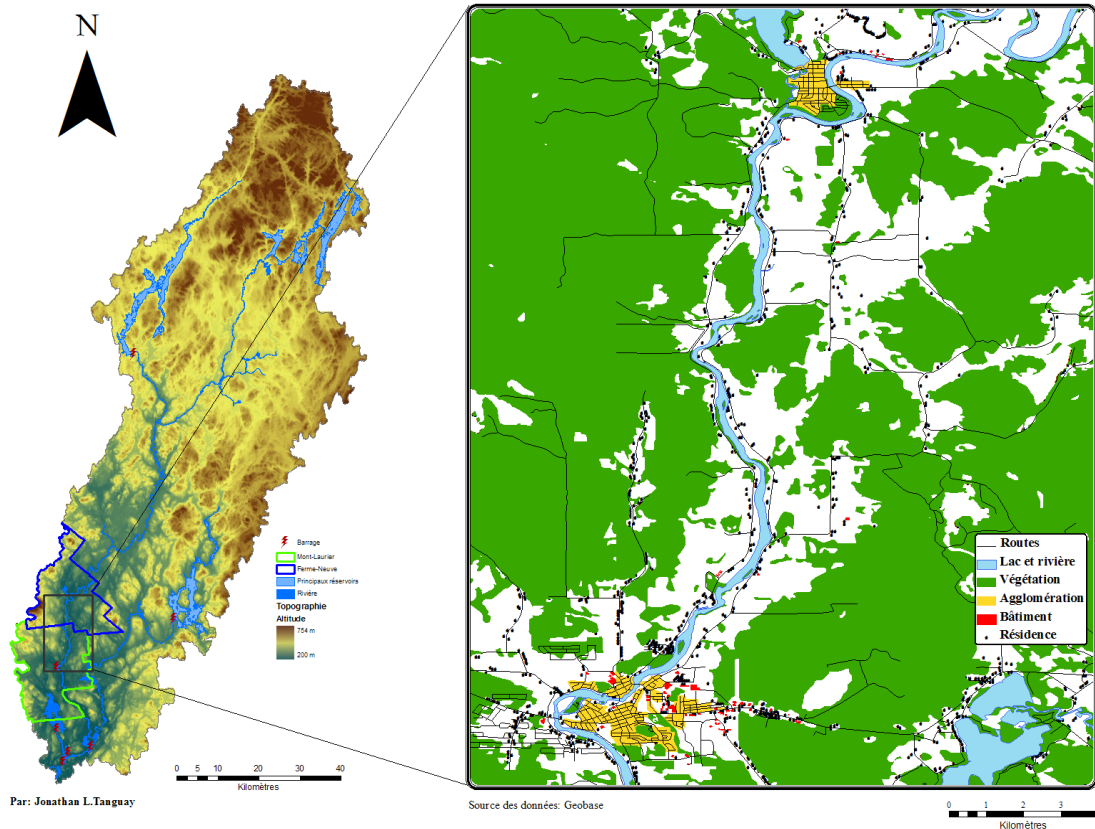 N
Barrage
Mont-Laurier
Ferme-Neuve
Principaux réservoirs
Rivière
Topographie
Altitude
754 m
200 m
0 5 10 20 30 40
Kilomètres
Par: Jonathan L.Tanguay
Routes
Lac et rivière
Végétation
Agglomération
Bâtiment
Résidence
Source des données: Geobase
0 1 2 3
Kilomètres